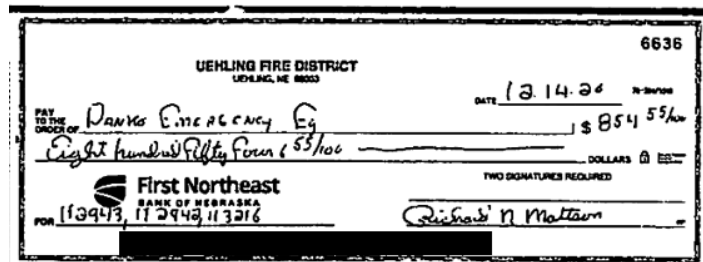 6636
UEHLING FIRE DISTRICT
UEHLING, NE 68063
DATE 12.14.20
PAY TO THE ORDER OF Danko Emergency Eq $ 854 55/100
Eight hundred Fifty Four & 55/100 DOLLARS
TWO SIGNATURES REQUIRED
First Northeast
BANK OF NEBRASKA
FOR 112943, 112942, 113216 Richard N Mattson